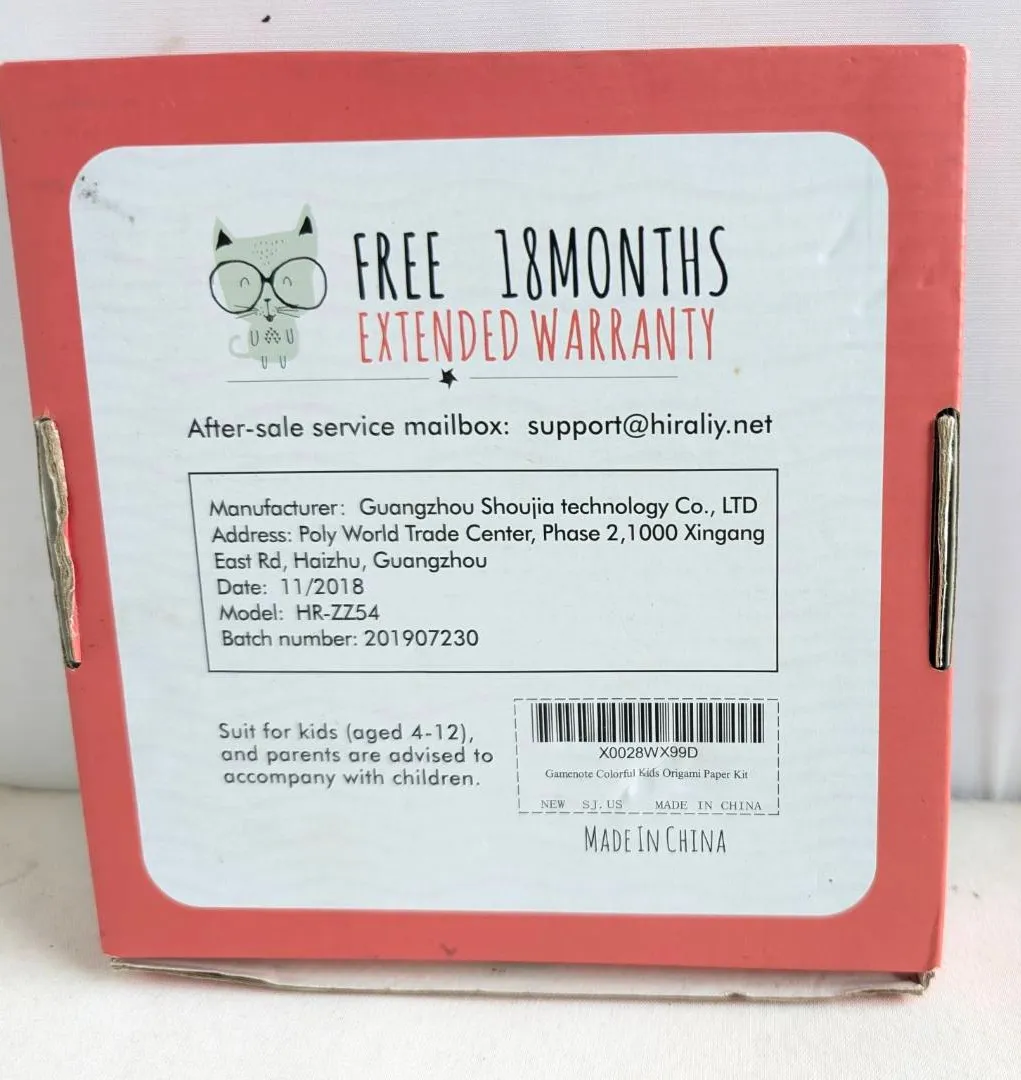 FREE 18MONTHS
EXTENDED WARRANTY
After-sale service mailbox: support@hiraliy.net
Manufacturer: Guangzhou Shoujia technology Co., LTD
Address: Poly World Trade Center, Phase 2,1000 Xingang
East Rd, Haizhu, Guangzhou
Date: 11/2018
Model: HR-ZZ54
Batch number: 201907230
Suit for kids (aged 4-12),
and parents are advised to
accompany with children.
X0028WX99D
Gamenote Colorful Kids Origami Paper Kit
NEW SJ.US MADE IN CHINA
MADE IN CHINA